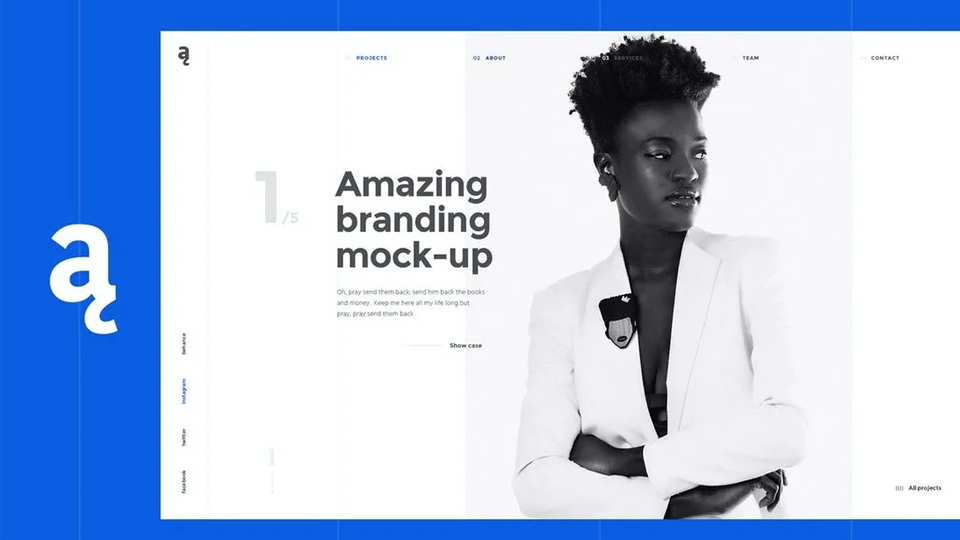 ą
PROJECTS
02 ABOUT
03 SERVICES
TEAM
CONTACT
1/5
Amazing
branding
mock-up
Oh, pray send them back; send him back the books
and money. Keep me here all my life long but
pray, pray send them back.
Show case
ą
behance
instagram
twitter
facebook
Scroll
All projects